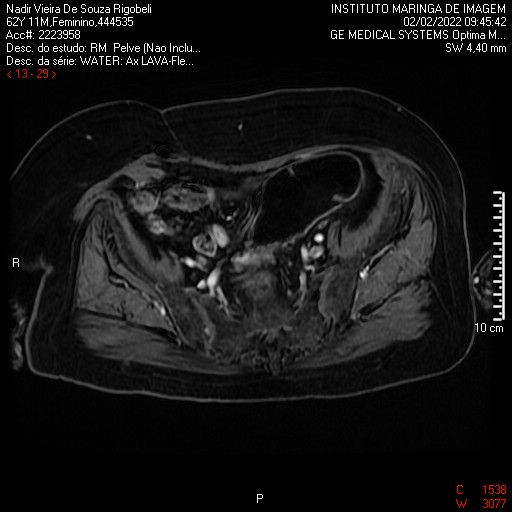 Nadir Vieira De Souza Rigobeli
62Y 11M,Feminino,444535
Acc#: 2223958
Desc. do estudo: RM  Pelve (Nao Inclu...
Desc. da série: WATER: Ax LAVA-Fle...
< 13 - 29 >
INSTITUTO MARINGA DE IMAGEM
02/02/2022 09:45:42
GE MEDICAL SYSTEMS Optima M...
SW 4,40 mm
R
10 cm
P
C 1538
W 3077